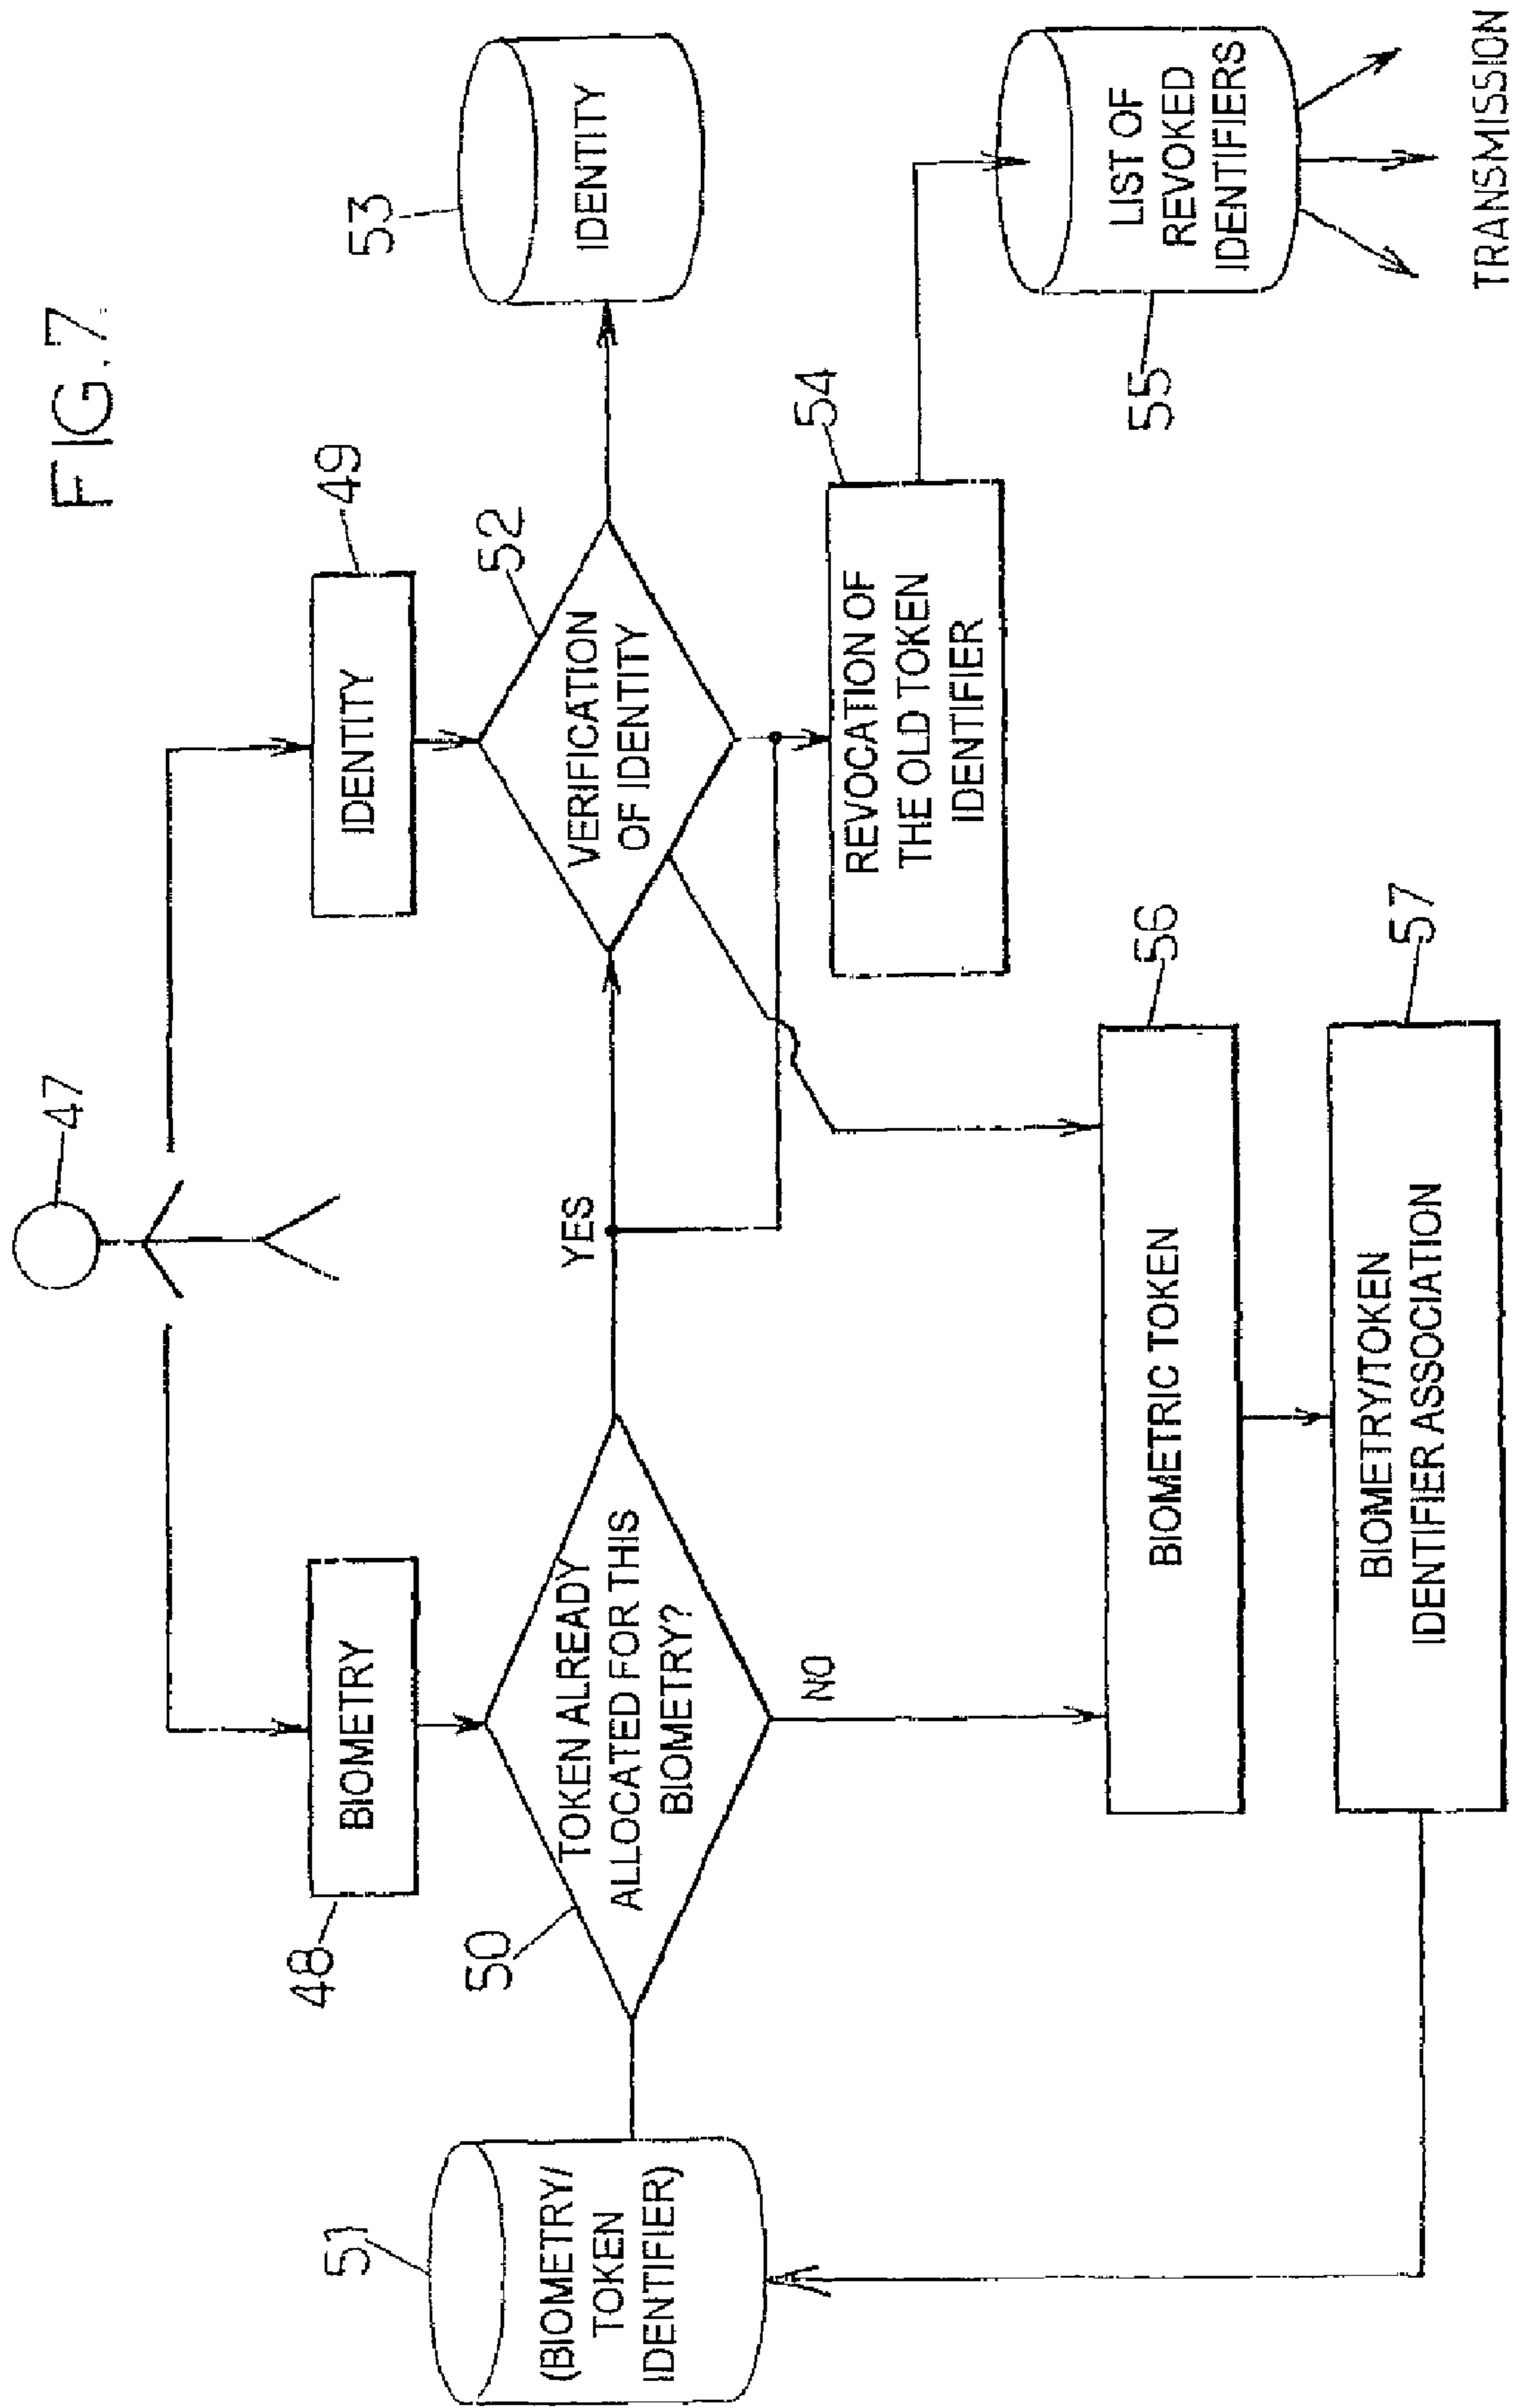 FIG.7
47
48
BIOMETRY
49
IDENTITY
50
TOKEN ALREADY
ALLOCATED FOR THIS
BIOMETRY?
YES
NO
51
(BIOMETRY/
TOKEN
IDENTIFIER)
52
VERIFICATION
OF IDENTITY
53
IDENTITY
54
REVOCATION OF
THE OLD TOKEN
IDENTIFIER
55
LIST OF
REVOKED
IDENTIFIERS
TRANSMISSION
56
BIOMETRIC TOKEN
57
BIOMETRY/TOKEN
IDENTIFIER ASSOCIATION